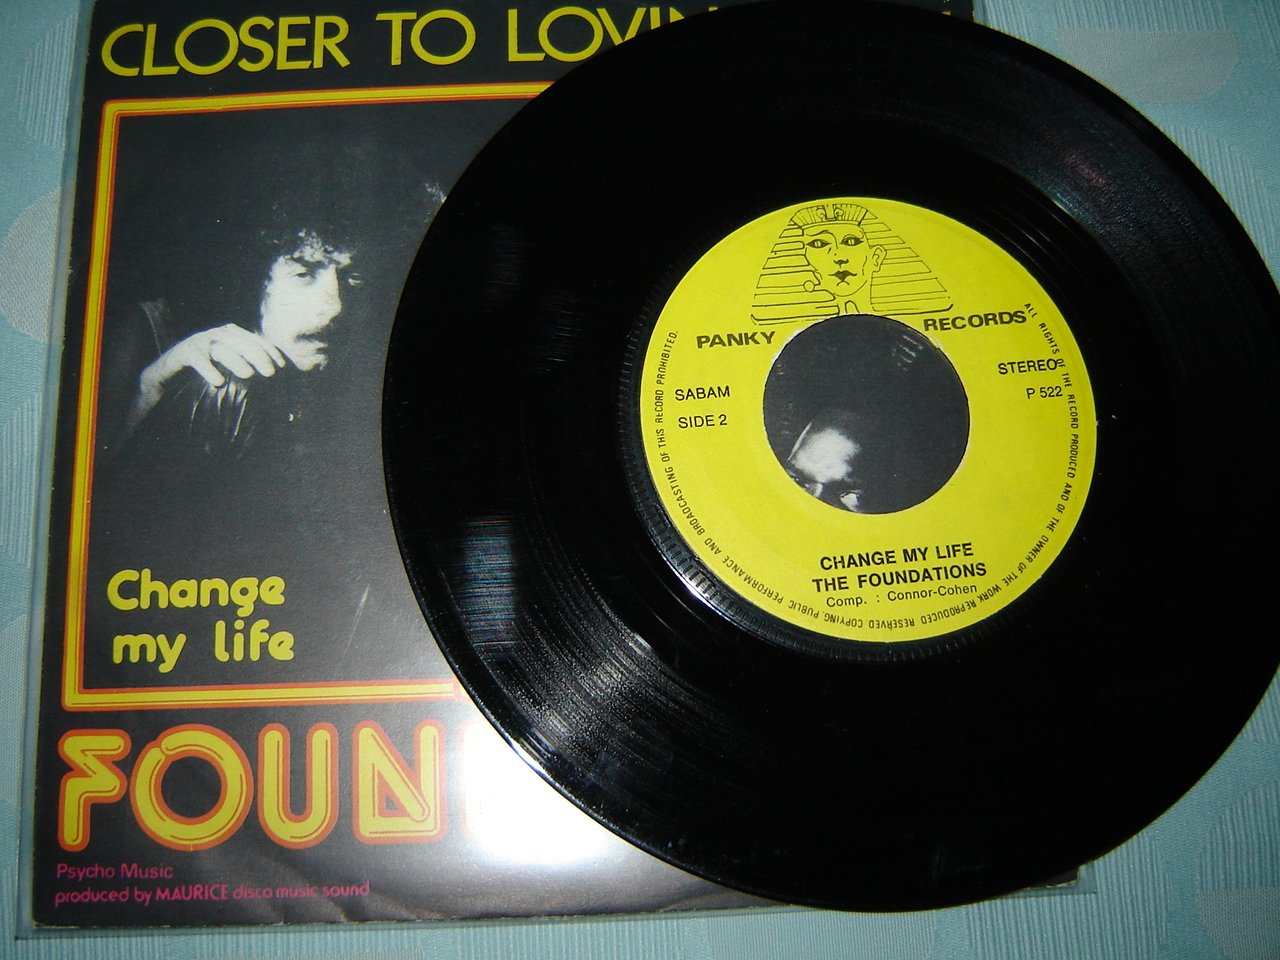 CLOSER TO LOVIN
Change
my life
FOUN
Psycho Music
produced by MAURICE disco music sound
PANKY RECORDS
STEREO
P 522
SABAM
SIDE 2
CHANGE MY LIFE
THE FOUNDATIONS
Comp. : Connor-Cohen
ALL RIGHTS OF THE RECORD PRODUCED AND OF THE OWNER OF THE WORK REPRODUCED RESERVED COPYING PUBLIC PERFORMANCE AND BROADCASTING OF THIS RECORD PROHIBITED.